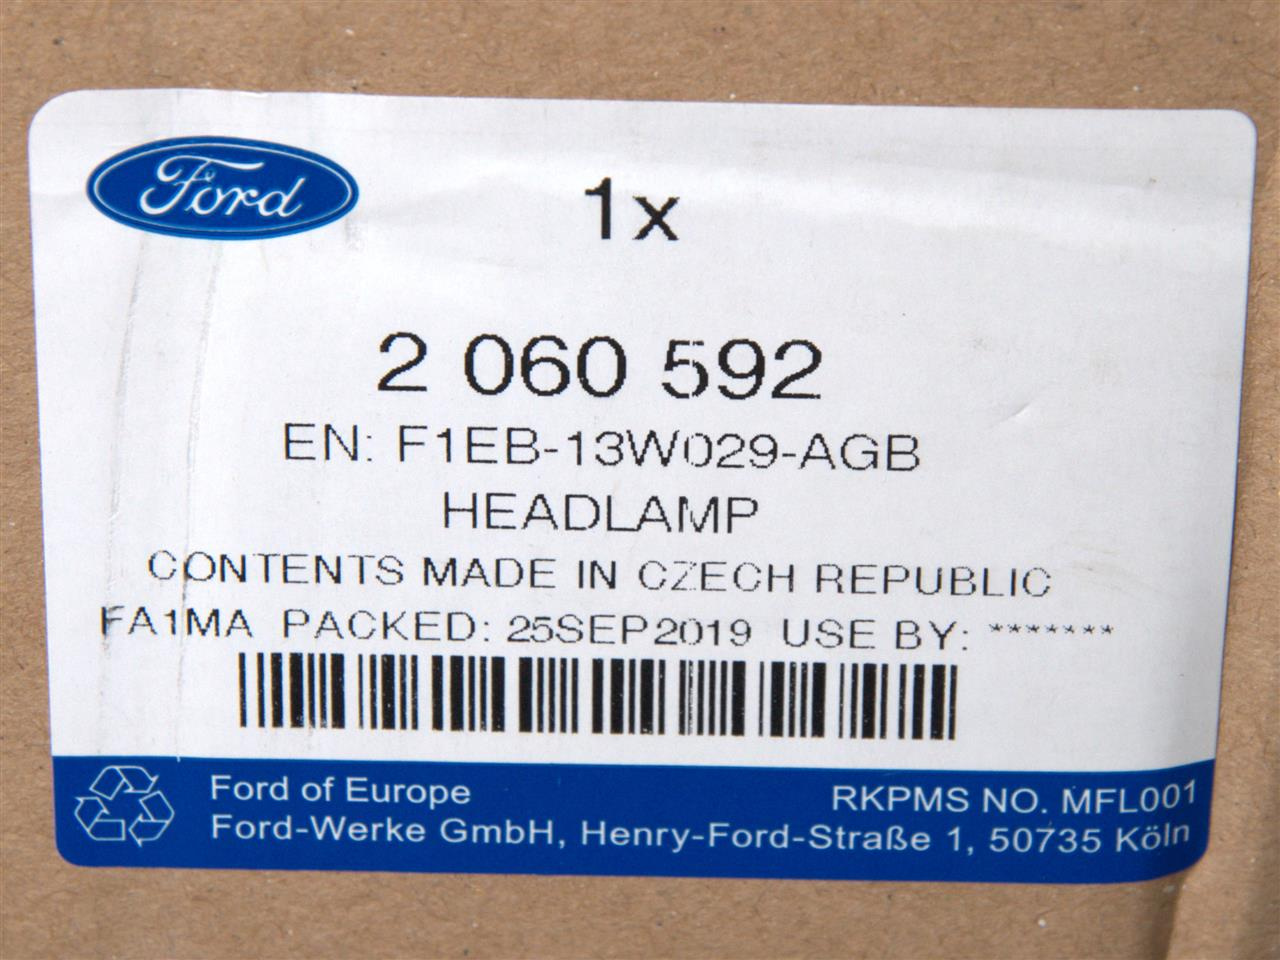 Ford
1x
2 060 592
EN: F1EB-13W029-AGB
HEADLAMP
CONTENTS MADE IN CZECH REPUBLIC
FA1MA PACKED: 25SEP2019 USE BY: *******
Ford of Europe
RKPMS NO. MFL001
Ford-Werke GmbH, Henry-Ford-Straße 1, 50735 Köln